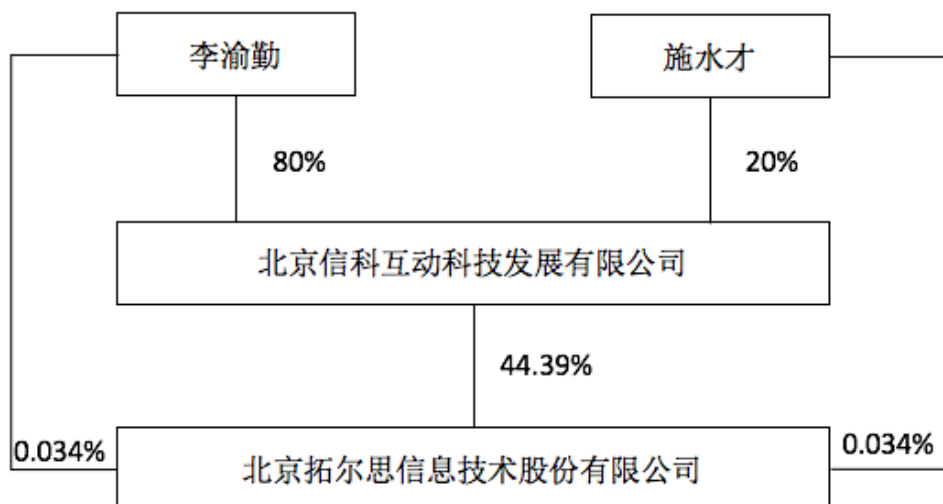 李渝勤
施水才
80%
20%
北京信科互动科技发展有限公司
44.39%
0.034%
0.034%
北京拓尔思信息技术股份有限公司